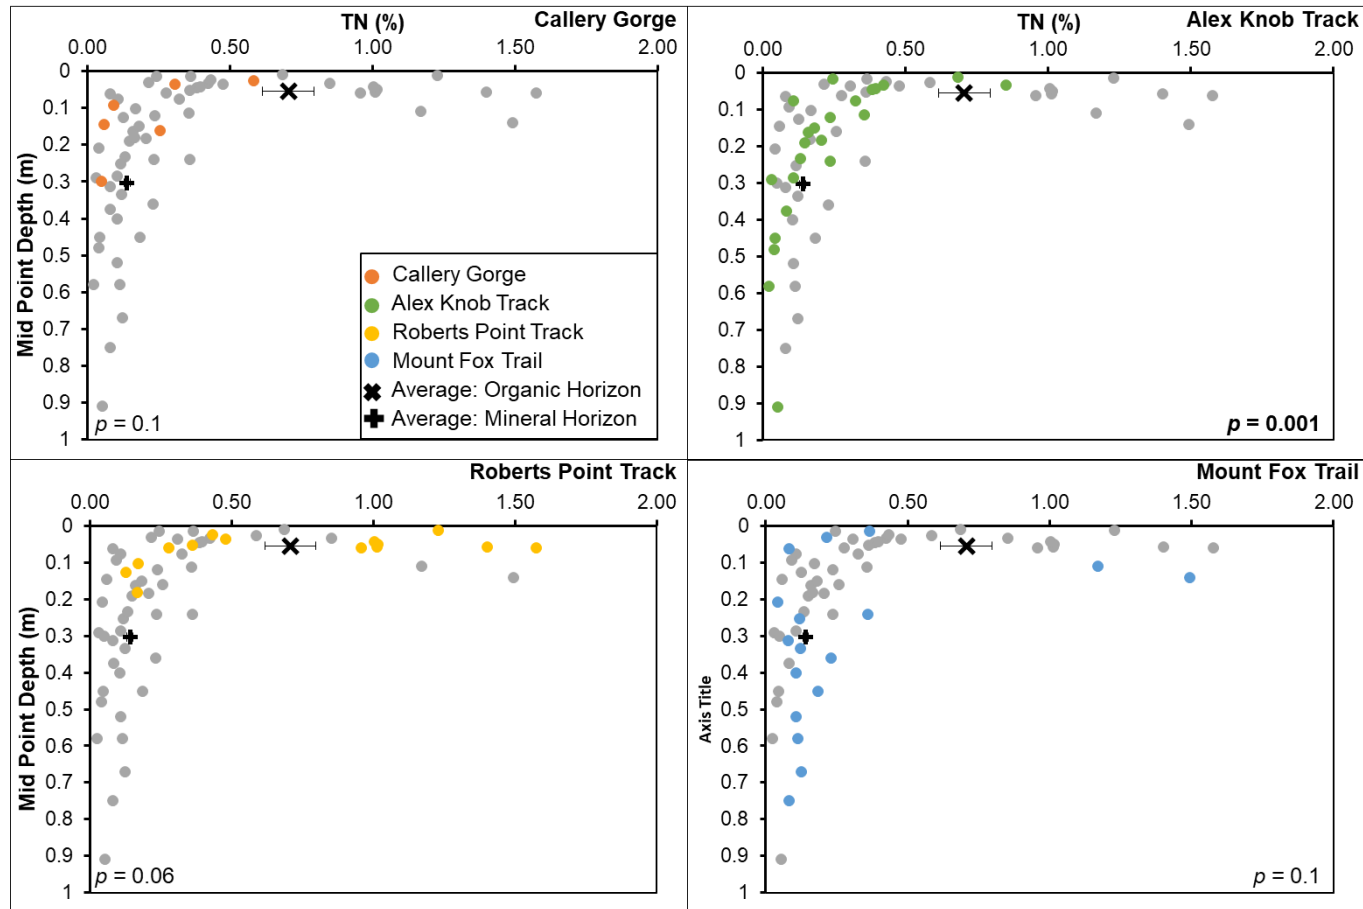 TN (%)
Callery Gorge
0.00 0.50 1.00 1.50 2.00
0
0.1
0.2
0.3
0.4
0.5
0.6
0.7
0.8
0.9
1
Mid Point Depth (m)
Callery Gorge
Alex Knob Track
Roberts Point Track
Mount Fox Trail
Average: Organic Horizon
Average: Mineral Horizon
p = 0.1
TN (%)
Alex Knob Track
0.00 0.50 1.00 1.50 2.00
0
0.1
0.2
0.3
0.4
0.5
0.6
0.7
0.8
0.9
1
p = 0.001
Roberts Point Track
0.00 0.50 1.00 1.50 2.00
0
0.1
0.2
0.3
0.4
0.5
0.6
0.7
0.8
0.9
1
Mid Point Depth (m)
p = 0.06
Mount Fox Trail
0.00 0.50 1.00 1.50 2.00
0
0.1
0.2
0.3
0.4
0.5
0.6
0.7
0.8
0.9
1
Axis Title
p = 0.1